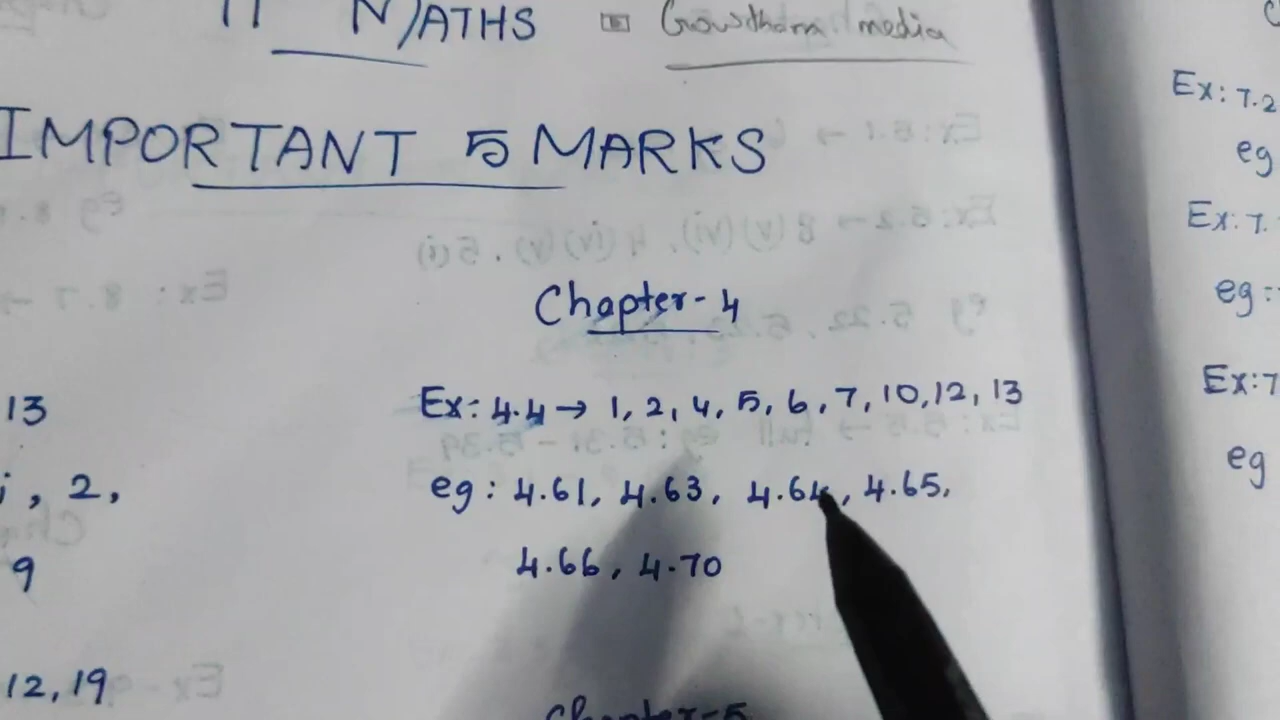 11 MATHS Gowtham media
IMPORTANT 5 MARKS
Chapter-4
13
Ex: 4.4 → 1, 2, 4, 5, 6, 7, 10, 12, 13
i, 2,
eg: 4.61, 4.63, 4.64, 4.65,
9
4.66, 4.70
12, 19
Chapter-5
Ex: 7.2
eg
Ex: 7.
eg:
Ex: 7
eg